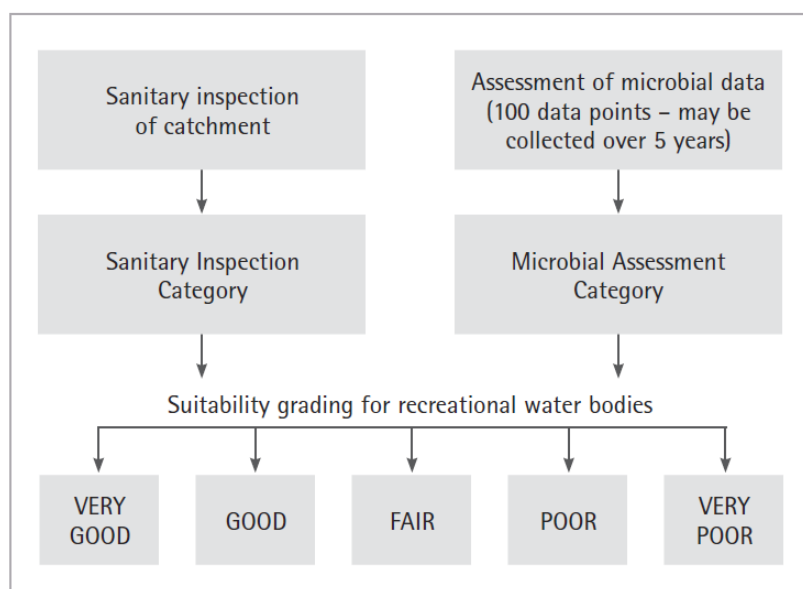 Sanitary inspection
of catchment
Assessment of microbial data
(100 data points – may be
collected over 5 years)
Sanitary Inspection
Category
Microbial Assessment
Category
Suitability grading for recreational water bodies
VERY
GOOD
GOOD
FAIR
POOR
VERY
POOR